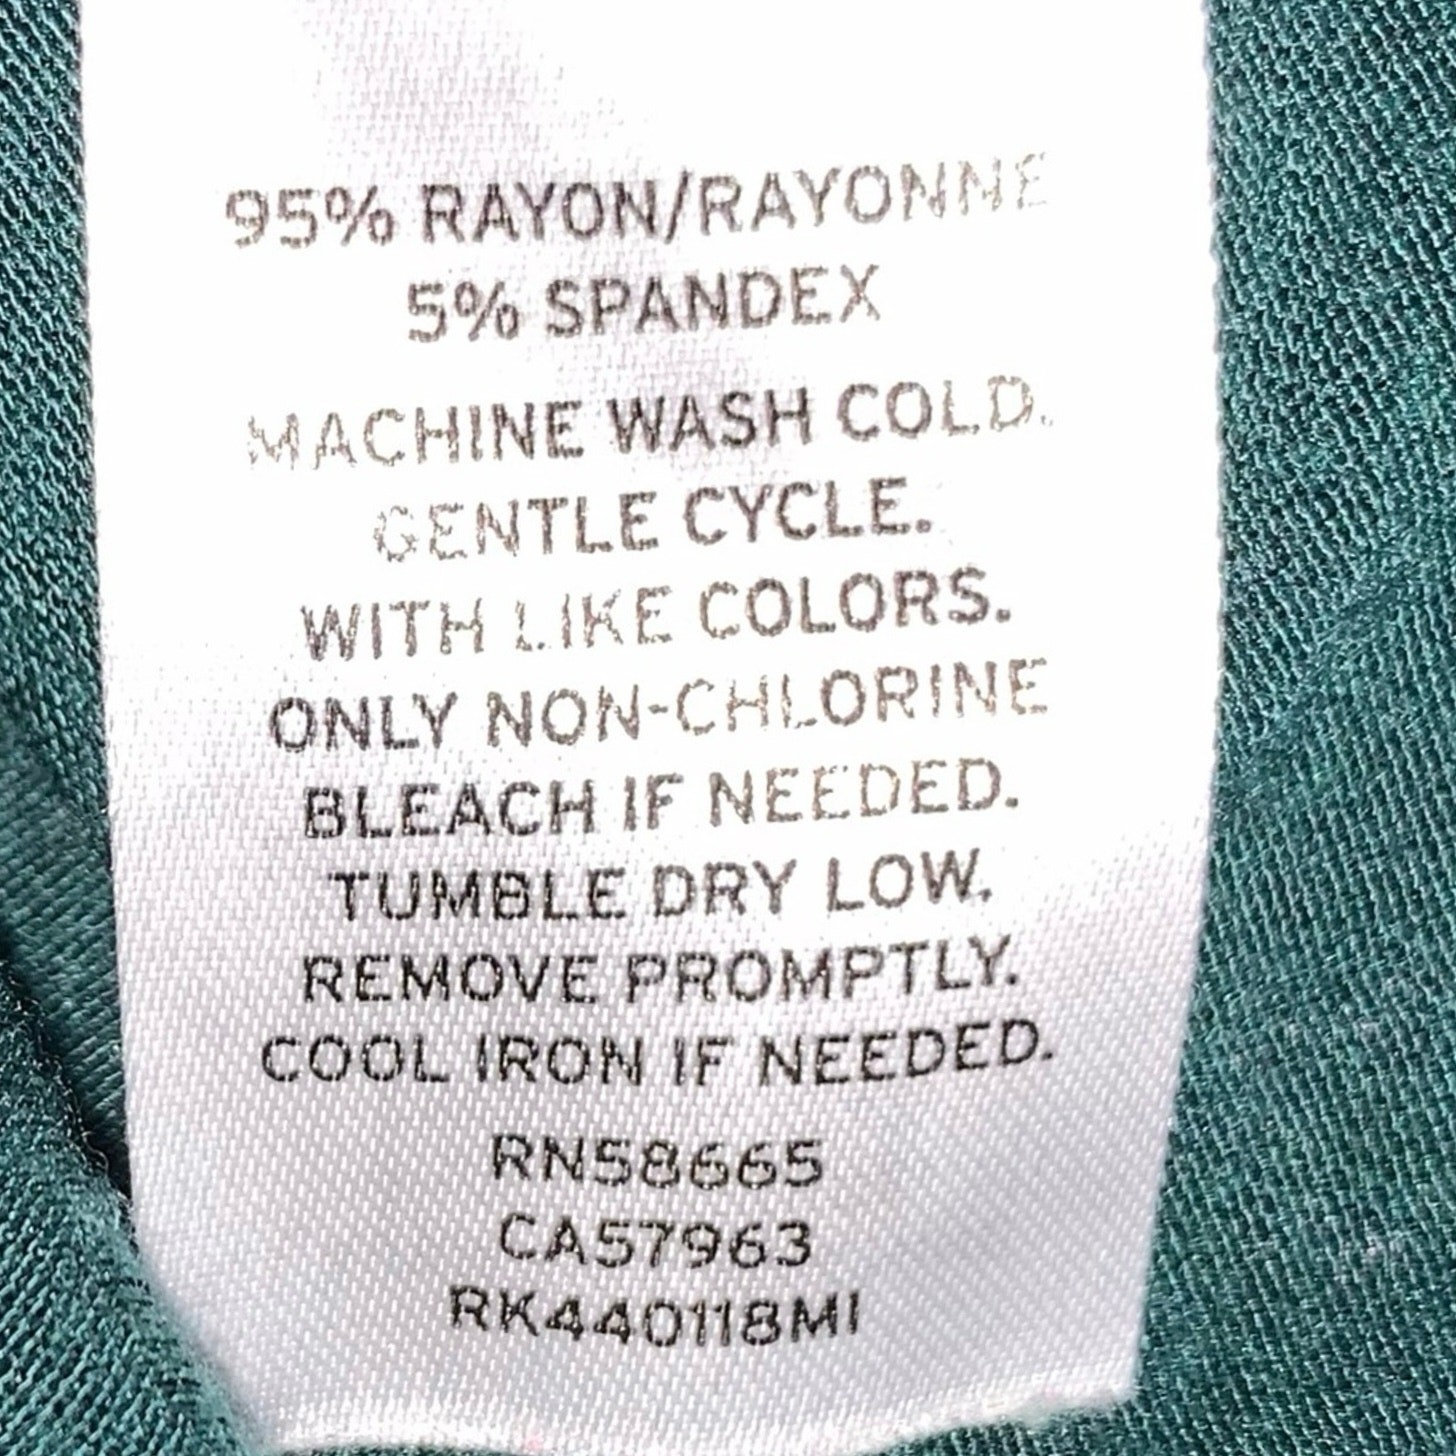 95% RAYON/RAYONNE
5% SPANDEX
MACHINE WASH COLD.
GENTLE CYCLE.
WITH LIKE COLORS.
ONLY NON-CHLORINE
BLEACH IF NEEDED.
TUMBLE DRY LOW.
REMOVE PROMPTLY.
COOL IRON IF NEEDED.
RN58665
CA57963
RK440118MI